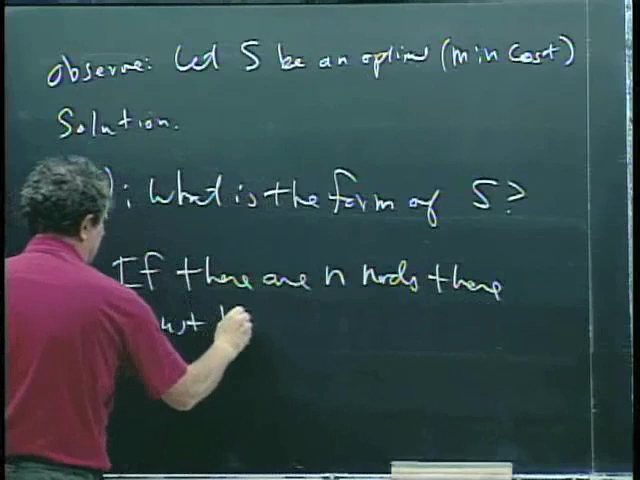 Observe: Let S be an optimal (min cost)
Solution.
: What is the form of S?
If there are n nodes there